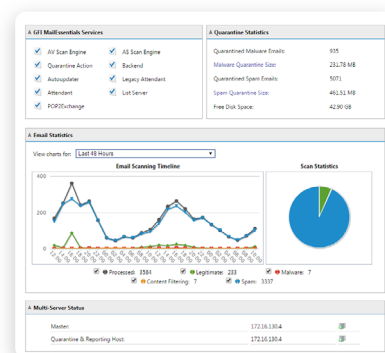 GFI MailEssentials Services
AV Scan Engine
AS Scan Engine
Quarantine Action
Backend
Autoupdater
Legacy Attendant
Attendant
List Server
POP2Exchange
Quarantine Statistics
Quarantined Malware Emails: 935
Malware Quarantine Size: 231.78 MB
Quarantined Spam Emails: 5071
Spam Quarantine Size: 461.51 MB
Free Disk Space: 42.90 GB
Email Statistics
View charts for: Last 48 Hours
Email Scanning Timeline
400
200
0
Scan Statistics
Processed: 3584
Legitimate: 233
Malware: 7
Content Filtering: 7
Spam: 3337
Multi-Server Status
Master: 172.16.130.4
Quarantine & Reporting Host: 172.16.130.4